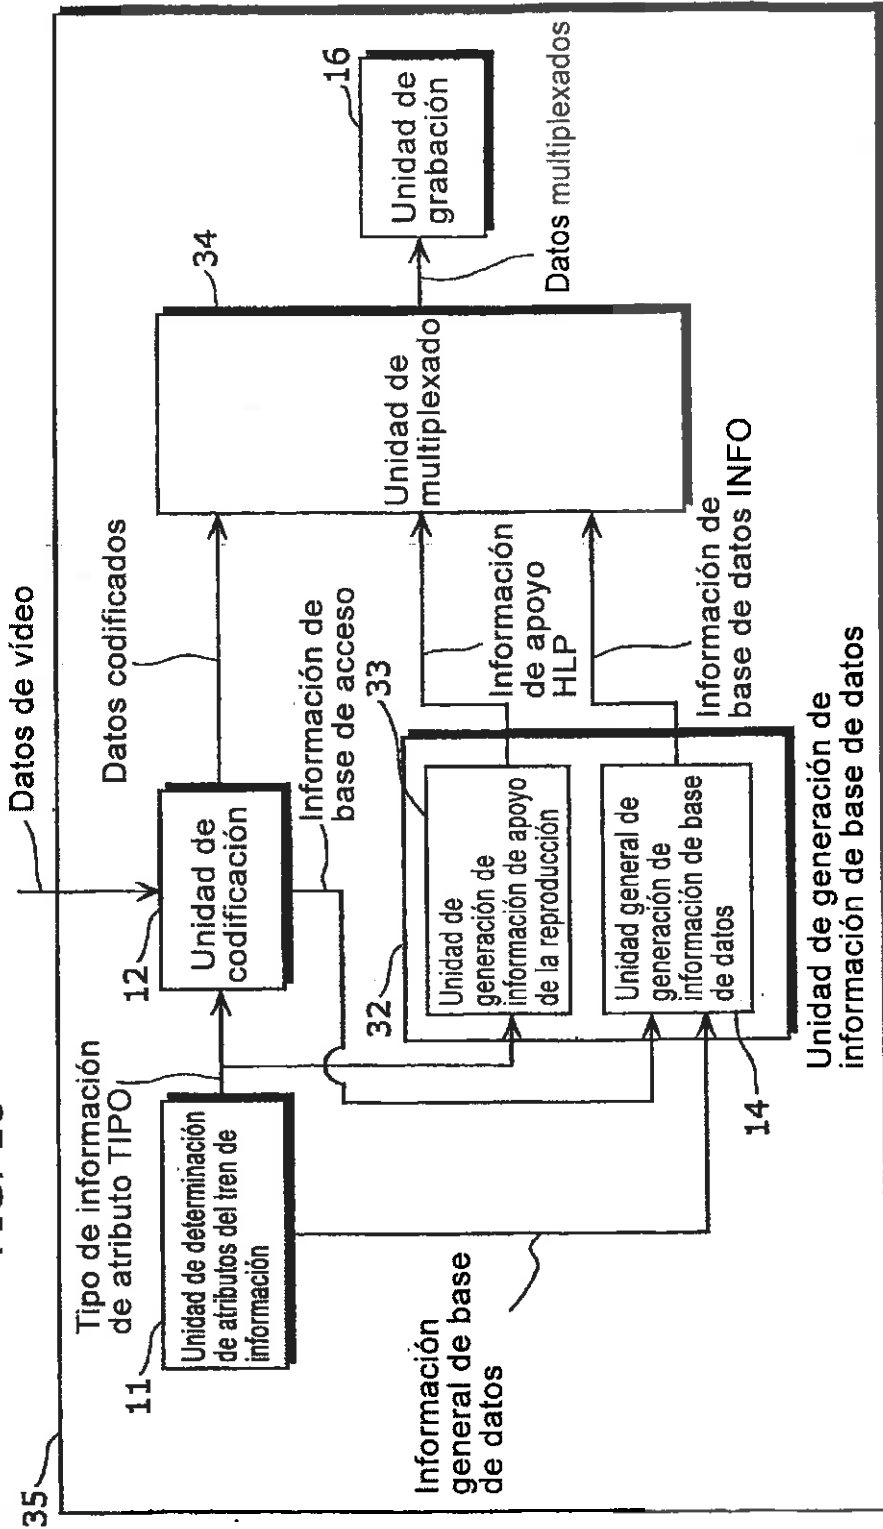 35
Datos de vídeo
Tipo de información
de atributo TIPO
11
Unidad de determinación
de atributos del tren de
información
12
Unidad de
codificación
Datos codificados
34
Unidad de
multiplexado
16
Unidad de
grabación
Datos multiplexados
Información de
base de acceso
32
33
Unidad de
generación de
información de apoyo
de la reproducción
Información
de apoyo
HLP
Unidad general de
generación de
información de base
de datos
14
Información de
base de datos INFO
Información
general de base
de datos
Unidad de generación de
información de base de datos